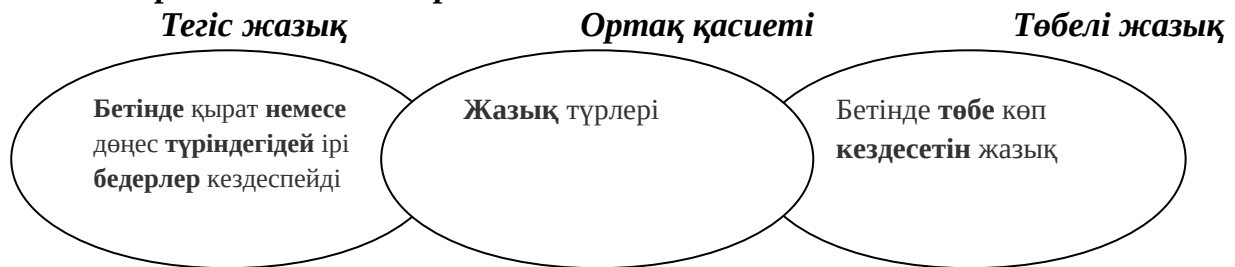 Тегіс жазық Ортақ қасиеті Төбелі жазық
Бетінде қырат немесе
дөңес түріндегідей ірі
бедерлер кездеспейді
Жазық түрлері
Бетінде төбе көп
кездесетін жазық